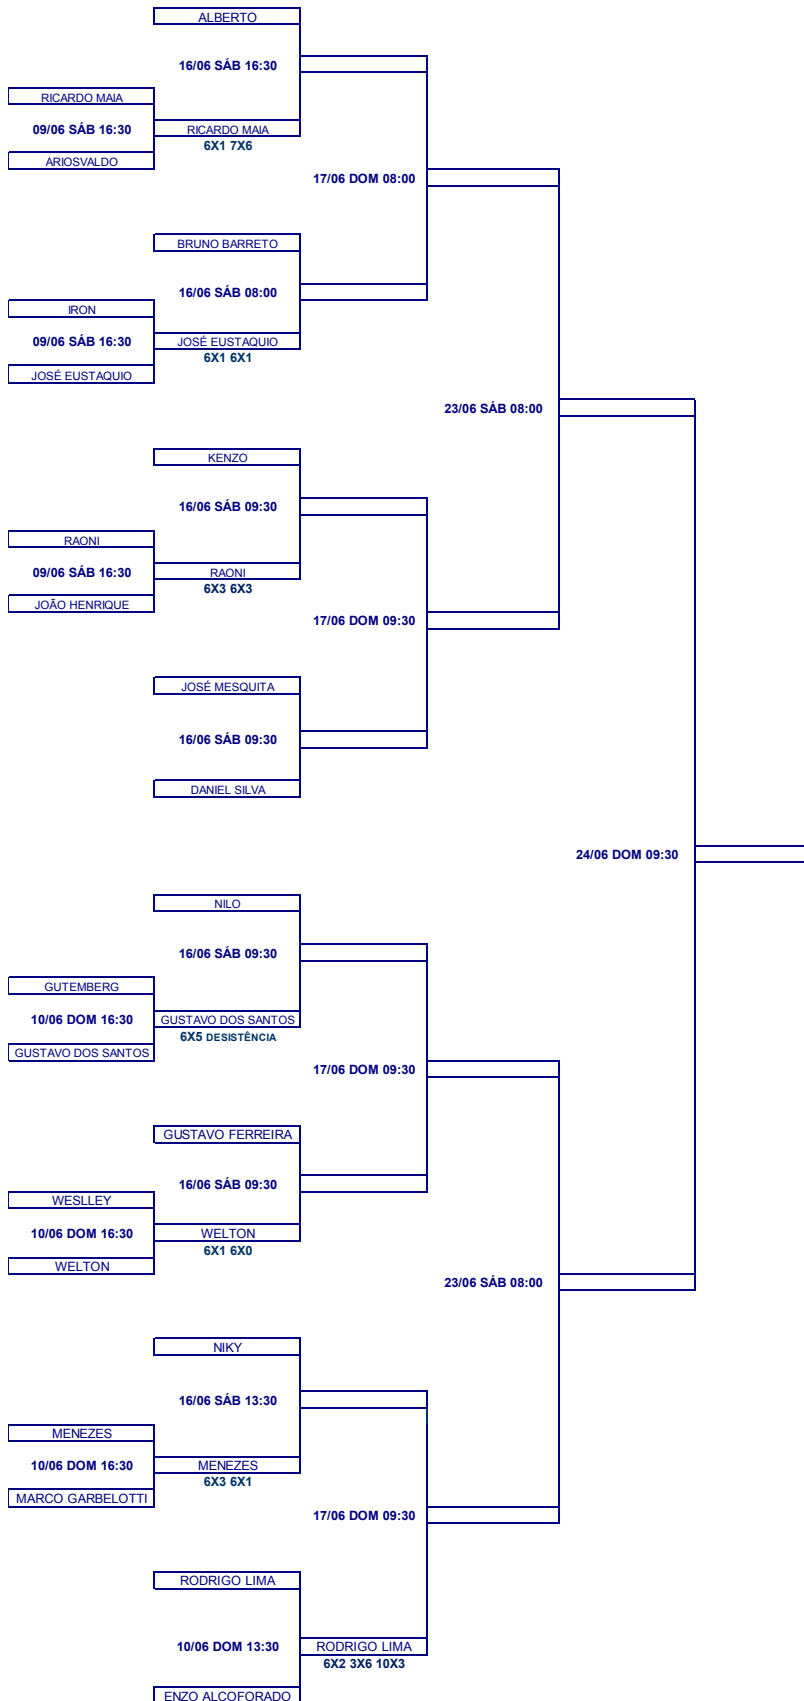 ALBERTO
16/06 SÁB 16:30
RICARDO MAIA
09/06 SÁB 16:30
RICARDO MAIA
6X1 7X6
ARIOSVALDO
17/06 DOM 08:00
BRUNO BARRETO
16/06 SÁB 08:00
IRON
09/06 SÁB 16:30
JOSÉ EUSTAQUIO
6X1 6X1
JOSÉ EUSTAQUIO
23/06 SÁB 08:00
KENZO
16/06 SÁB 09:30
RAONI
09/06 SÁB 16:30
RAONI
6X3 6X3
JOÃO HENRIQUE
17/06 DOM 09:30
JOSÉ MESQUITA
16/06 SÁB 09:30
DANIEL SILVA
24/06 DOM 09:30
NILO
16/06 SÁB 09:30
GUTEMBERG
10/06 DOM 16:30
GUSTAVO DOS SANTOS
6X5 DESISTÊNCIA
GUSTAVO DOS SANTOS
17/06 DOM 09:30
GUSTAVO FERREIRA
16/06 SÁB 09:30
WESLLEY
10/06 DOM 16:30
WELTON
6X1 6X0
WELTON
23/06 SÁB 08:00
NIKY
16/06 SÁB 13:30
MENEZES
10/06 DOM 16:30
MENEZES
6X3 6X1
MARCO GARBELOTTI
17/06 DOM 09:30
RODRIGO LIMA
10/06 DOM 13:30
RODRIGO LIMA
6X2 3X6 10X3
ENZO ALCOFORADO